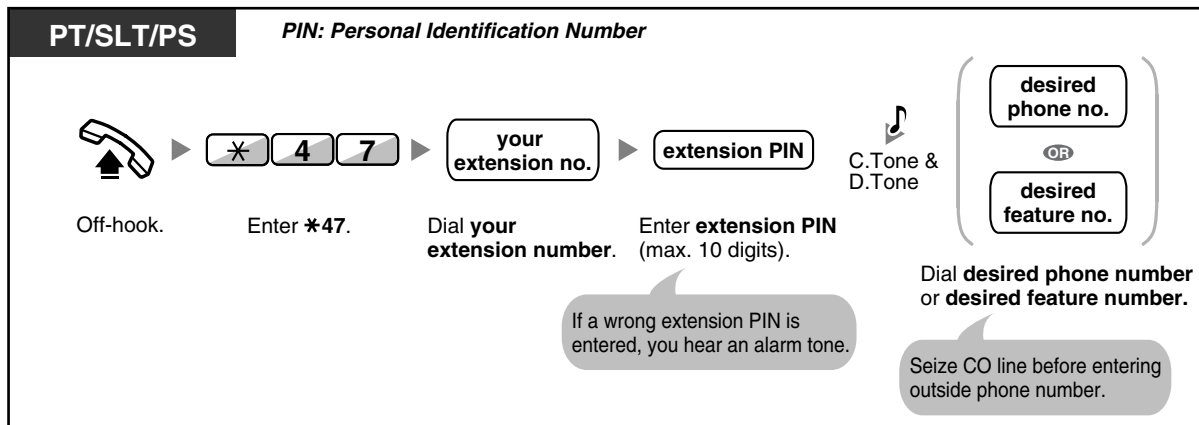 PT/SLT/PS
PIN: Personal Identification Number
* 4 7
your
extension no.
extension PIN
C.Tone &
D.Tone
desired
phone no.
OR
desired
feature no.
Off-hook.
Enter *47.
Dial your
extension number.
Enter extension PIN
(max. 10 digits).
Dial desired phone number
or desired feature number.
If a wrong extension PIN is
entered, you hear an alarm tone.
Seize CO line before entering
outside phone number.